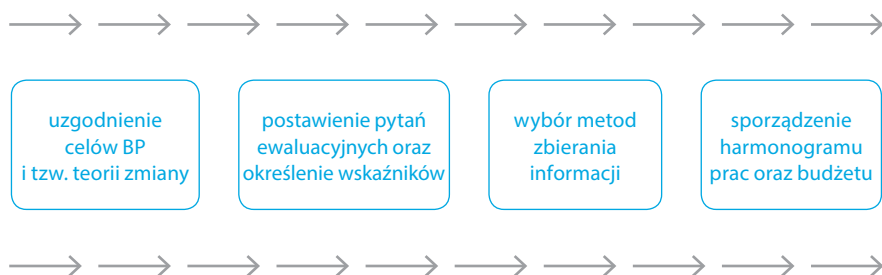 uzgodnienie
celów BP
i tzw. teorii zmiany
postawienie pytań
ewaluacyjnych oraz
określenie wskaźników
wybór metod
zbierania
informacji
sporządzenie
harmonogramu
prac oraz budżetu